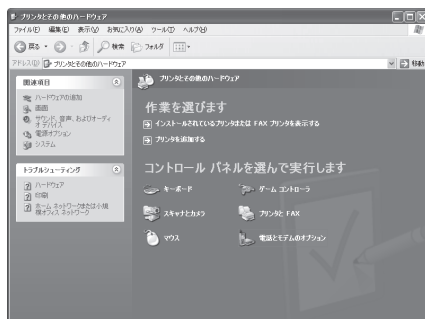 プリンタとその他のハードウェア
ファイル(F) 編集(E) 表示(V) お気に入り(A) ツール(T) ヘルプ(H)
戻る 検索 フォルダ
アドレス(D) プリンタとその他のハードウェア 移動
関連項目
ハードウェアの追加
画面
サウンド、音声、およびオーディオ デバイス
電源オプション
システム
トラブルシューティング
ハードウェア
印刷
ホーム ネットワークまたは小規模オフィス ネットワーク
プリンタとその他のハードウェア
作業を選びます
インストールされているプリンタまたは FAX プリンタを表示する
プリンタを追加する
コントロール パネルを選んで実行します
キーボード ゲーム コントローラ
スキャナとカメラ プリンタと FAX
マウス 電話とモデムのオプション